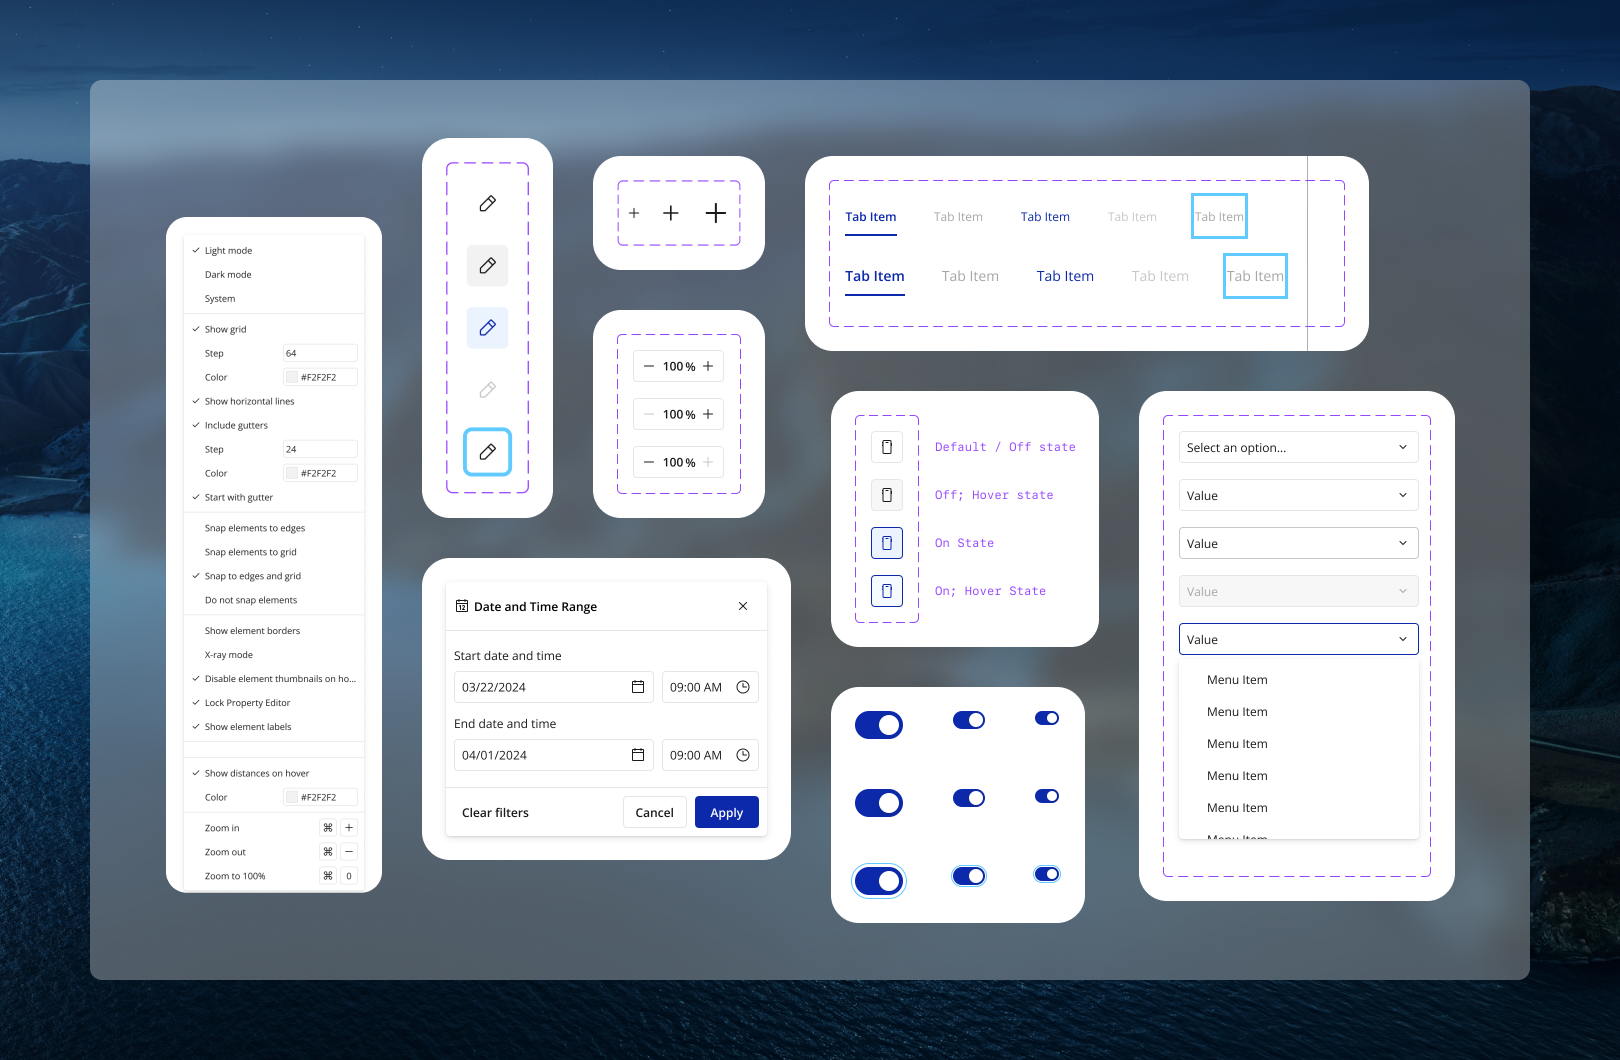 Light mode
Dark mode
System
Show grid
Step 64
Color #F2F2F2
Show horizontal lines
Include gutters
Step 24
Color #F2F2F2
Start with gutter
Snap elements to edges
Snap elements to grid
Snap to edges and grid
Do not snap elements
Show element borders
X-ray mode
Disable element thumbnails on ho...
Lock Property Editor
Show element labels
Show distances on hover
Color #F2F2F2
Zoom in ⌘ +
Zoom out ⌘ −
Zoom to 100% ⌘ 0
− 100 % +
− 100 % +
− 100 % +
12 Date and Time Range
Start date and time
03/22/2024 09:00 AM
End date and time
04/01/2024 09:00 AM
Clear filters Cancel Apply
Tab Item Tab Item Tab Item Tab Item Tab Item
Tab Item Tab Item Tab Item Tab Item Tab Item
Default / Off state
Off; Hover state
On State
On; Hover State
Select an option...
Value
Value
Value
Value
Menu Item
Menu Item
Menu Item
Menu Item
Menu Item
Menu Item